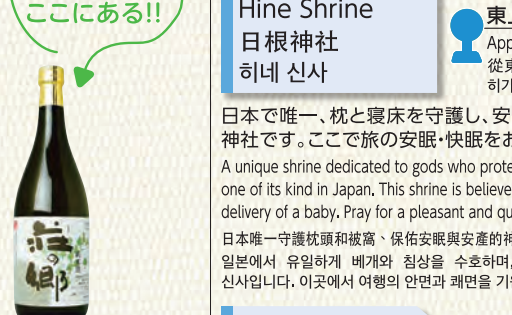 ここにある!!
荘の郷
Hine Shrine
日根神社
히네 신사
東
App
從東
히가
日本で唯一、枕と寝床を守護し、安
神社です。ここで旅の安眠・快眠をお
A unique shrine dedicated to gods who prote
one of its kind in Japan. This shrine is believe
delivery of a baby. Pray for a pleasant and qu
日本唯一守護枕頭和被窩、保佑安眠與安產的神
일본에서 유일하게 베개와 침상을 수호하며,
신사입니다. 이곳에서 여행의 안면과 쾌면을 기원